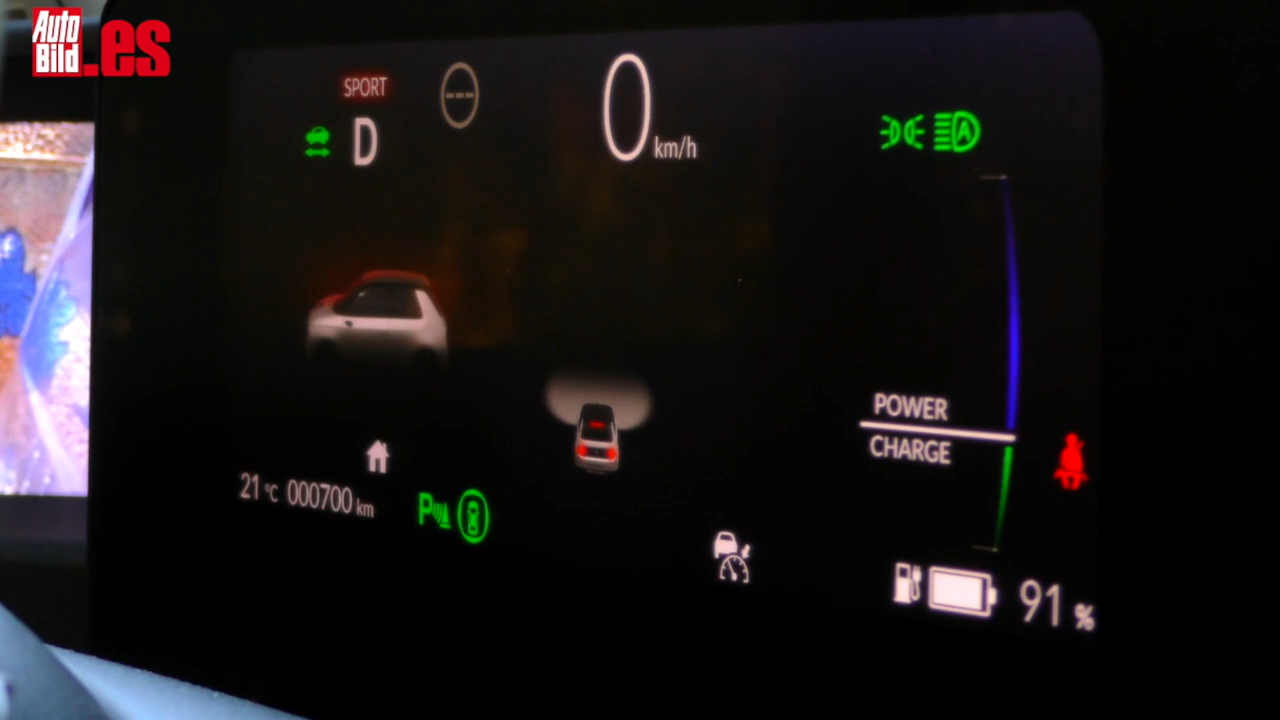 Auto
Bild
.es
SPORT
---
D
0 km/h
A
POWER
CHARGE
21 °C 000700 km
P
91 %